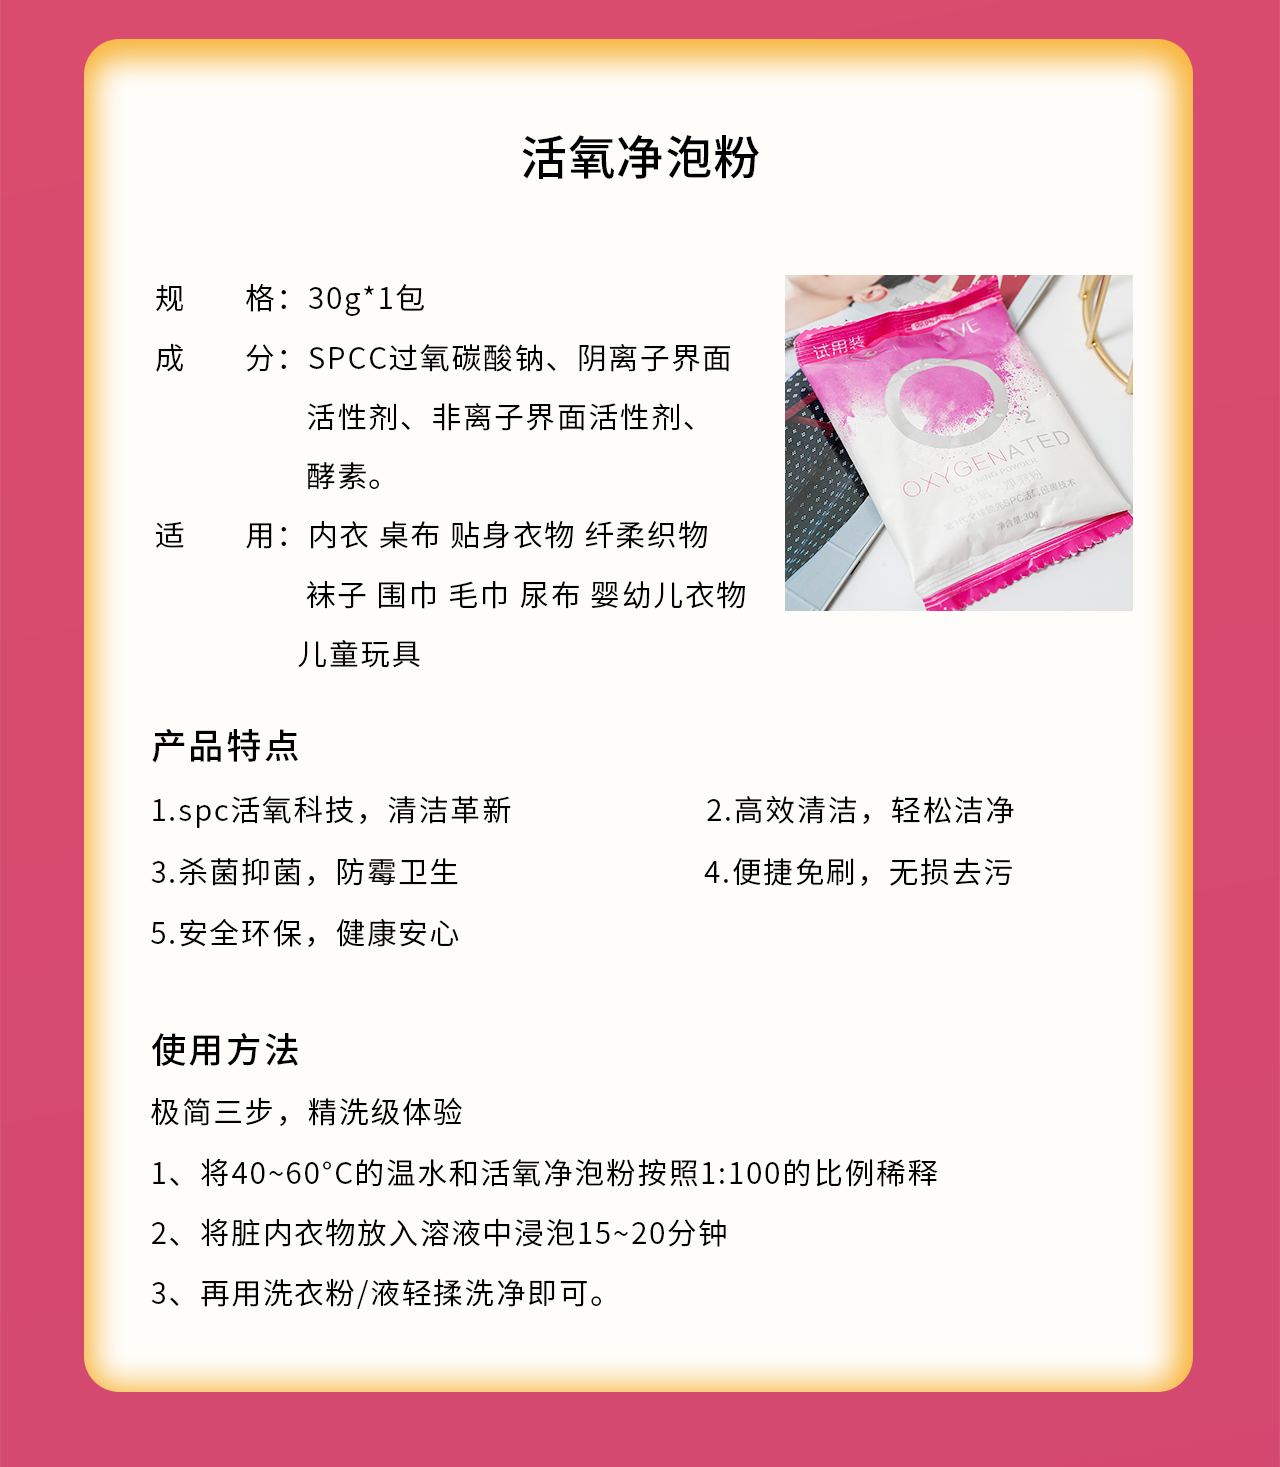 活氧净泡粉
规 格：30g*1包
成 分：SPCC过氧碳酸钠、阴离子界面
活性剂、非离子界面活性剂、
酵素。
适 用：内衣 桌布 贴身衣物 纤柔织物
袜子 围巾 毛巾 尿布 婴幼儿衣物
儿童玩具
试用装
2
OXYGENATED
净含量:30g
产品特点
1.spc活氧科技，清洁革新
2.高效清洁，轻松洁净
3.杀菌抑菌，防霉卫生
4.便捷免刷，无损去污
5.安全环保，健康安心
使用方法
极简三步，精洗级体验
1、将40~60°C的温水和活氧净泡粉按照1:100的比例稀释
2、将脏内衣物放入溶液中浸泡15~20分钟
3、再用洗衣粉/液轻揉洗净即可。